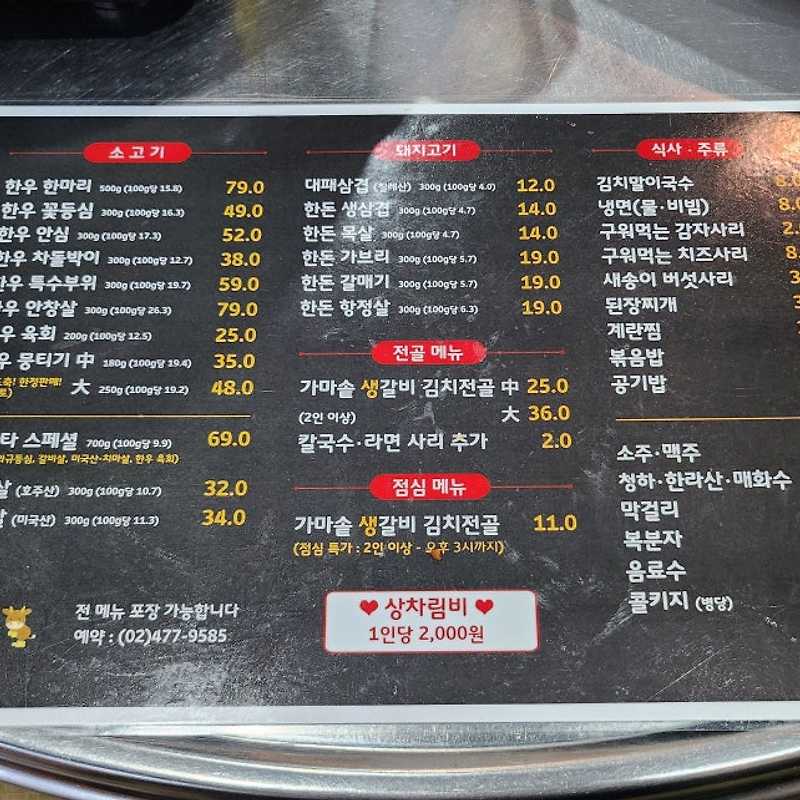 소고기
한우 한마리 500g (100g당 15.8) 79.0
한우 꽃등심 300g (100g당 16.3) 49.0
한우 안심 300g (100g당 17.3) 52.0
한우 차돌박이 300g (100g당 12.7) 38.0
한우 특수부위 300g (100g당 19.7) 59.0
한우 안창살 300g (100g당 26.3) 79.0
우 육회 200g (100g당 12.5) 25.0
우 뭉티기 中 180g (100g당 19.4) 35.0
한정판매! 大 250g (100g당 19.2) 48.0
타 스페셜 700g (100g당 9.9) 69.0
갈비살, 미국산-치마살, 한우 육회)
살 (호주산) 300g (100g당 10.7) 32.0
살 (미국산) 300g (100g당 11.3) 34.0
전 메뉴 포장 가능합니다
예약 : (02)477-9585
돼지고기
대패삼겹 (칠레산) 300g (100g당 4.0) 12.0
한돈 생삼겹 300g (100g당 4.7) 14.0
한돈 목살 300g (100g당 4.7) 14.0
한돈 가브리 300g (100g당 5.7) 19.0
한돈 갈매기 300g (100g당 5.7) 19.0
한돈 항정살 300g (100g당 6.3) 19.0
전골 메뉴
가마솥 생갈비 김치전골 中 25.0
(2인 이상) 大 36.0
칼국수·라면 사리 추가 2.0
점심 메뉴
가마솥 생갈비 김치전골 11.0
(점심 특가 : 2인 이상 - 오후 3시까지)
❤ 상차림비 ❤
1인당 2,000원
식사 · 주류
김치말이국수
냉면(물·비빔)
구워먹는 감자사리
구워먹는 치즈사리
새송이 버섯사리
된장찌개
계란찜
볶음밥
공기밥
소주·맥주
청하·한라산·매화수
막걸리
복분자
음료수
콜키지 (병당)